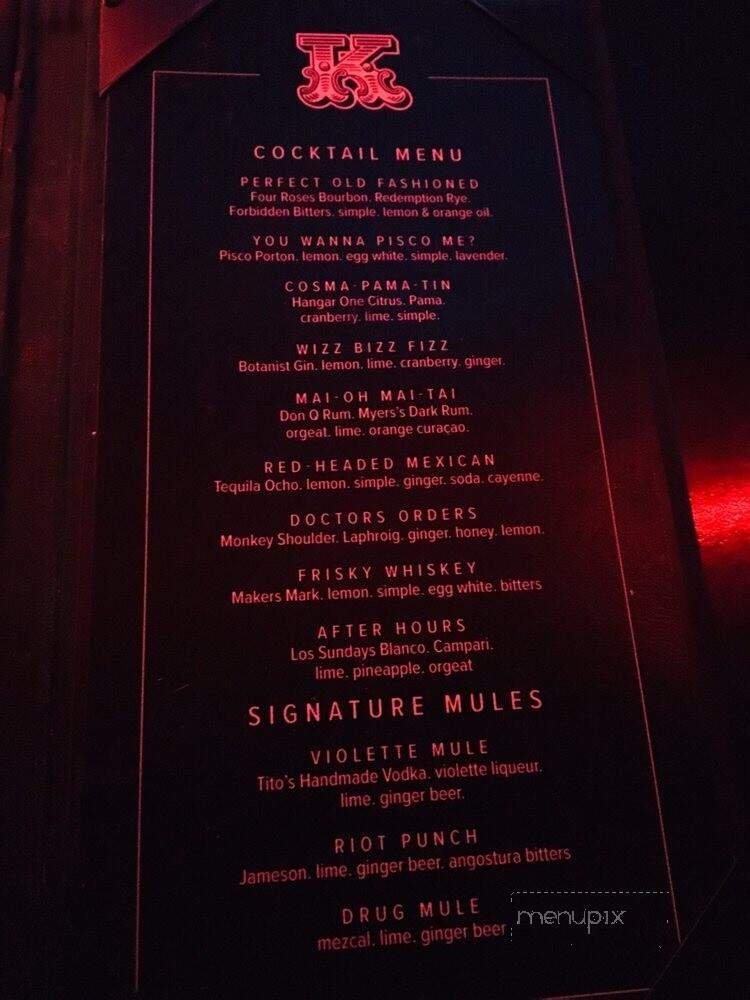 K
COCKTAIL MENU
PERFECT OLD FASHIONED
Four Roses Bourbon. Redemption Rye.
Forbidden Bitters. simple. lemon & orange oil.
YOU WANNA PISCO ME?
Pisco Porton. lemon. egg white. simple. lavender.
COSMA-PAMA-TIN
Hangar One Citrus. Pama.
cranberry. lime. simple.
WIZZ BIZZ FIZZ
Botanist Gin. lemon. lime. cranberry. ginger.
MAI-OH MAI-TAI
Don Q Rum. Myers's Dark Rum.
orgeat. lime. orange curaçao.
RED-HEADED MEXICAN
Tequila Ocho. lemon. simple. ginger. soda. cayenne.
DOCTORS ORDERS
Monkey Shoulder. Laphroig. ginger. honey. lemon.
FRISKY WHISKEY
Makers Mark. lemon. simple. egg white. bitters
AFTER HOURS
Los Sundays Blanco. Campari.
lime. pineapple. orgeat
SIGNATURE MULES
VIOLETTE MULE
Tito's Handmade Vodka. violette liqueur.
lime. ginger beer.
RIOT PUNCH
Jameson. lime. ginger beer. angostura bitters
DRUG MULE
mezcal. lime. ginger beer
menupix